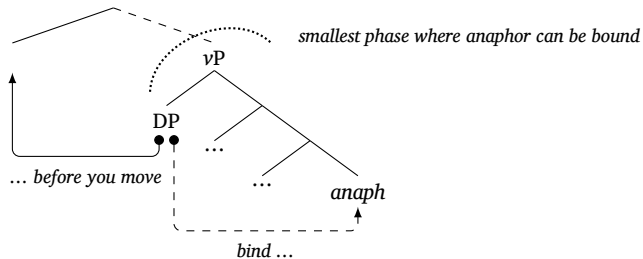 smallest phase where anaphor can be bound
vP
DP
...
... before you move
...
anaph
bind ...